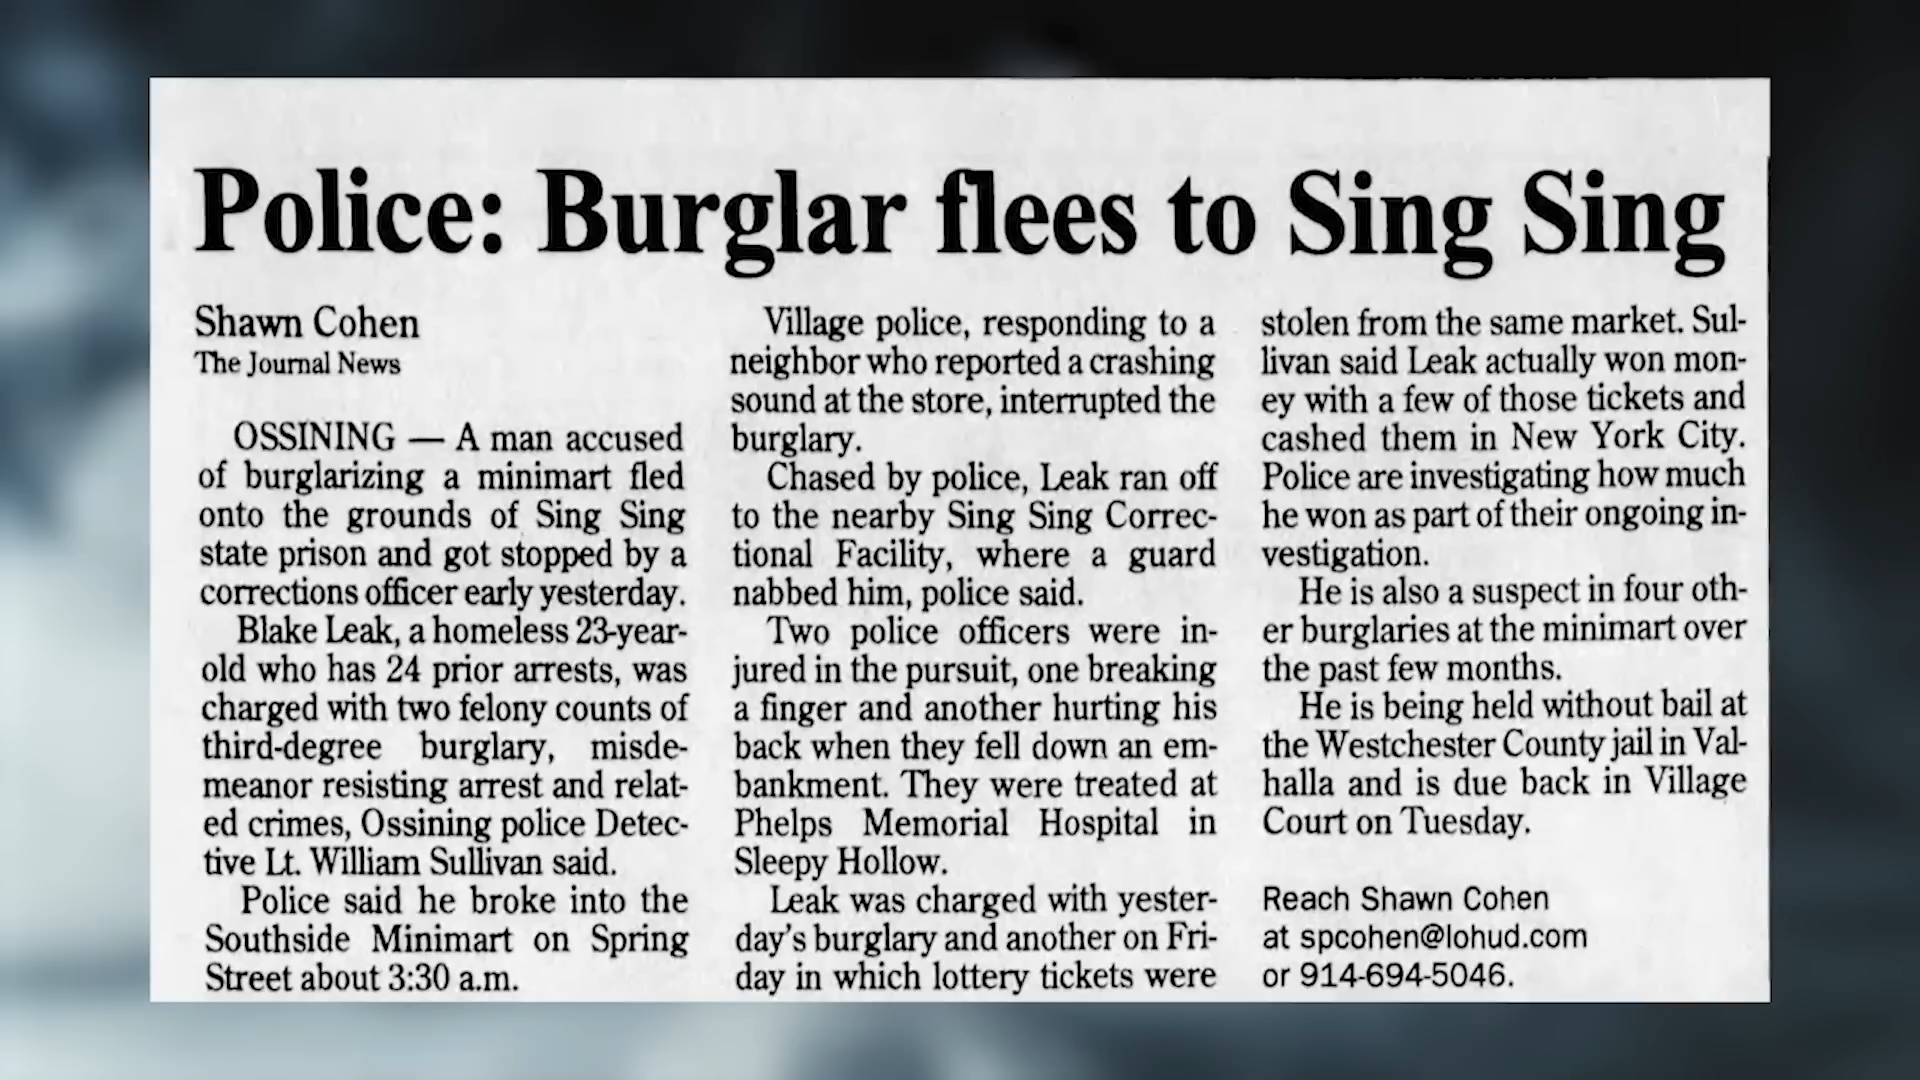 Police: Burglar flees to Sing Sing
Shawn Cohen
The Journal News
OSSINING — A man accused
of burglarizing a minimart fled
onto the grounds of Sing Sing
state prison and got stopped by a
corrections officer early yesterday.
Blake Leak, a homeless 23-year-
old who has 24 prior arrests, was
charged with two felony counts of
third-degree burglary, misde-
meanor resisting arrest and relat-
ed crimes, Ossining police Detec-
tive Lt. William Sullivan said.
Police said he broke into the
Southside Minimart on Spring
Street about 3:30 a.m.
Village police, responding to a
neighbor who reported a crashing
sound at the store, interrupted the
burglary.
Chased by police, Leak ran off
to the nearby Sing Sing Correc-
tional Facility, where a guard
nabbed him, police said.
Two police officers were in-
jured in the pursuit, one breaking
a finger and another hurting his
back when they fell down an em-
bankment. They were treated at
Phelps Memorial Hospital in
Sleepy Hollow.
Leak was charged with yester-
day's burglary and another on Fri-
day in which lottery tickets were
stolen from the same market. Sul-
livan said Leak actually won mon-
ey with a few of those tickets and
cashed them in New York City.
Police are investigating how much
he won as part of their ongoing in-
vestigation.
He is also a suspect in four oth-
er burglaries at the minimart over
the past few months.
He is being held without bail at
the Westchester County jail in Val-
halla and is due back in Village
Court on Tuesday.
Reach Shawn Cohen
at spcohen@lohud.com
or 914-694-5046.